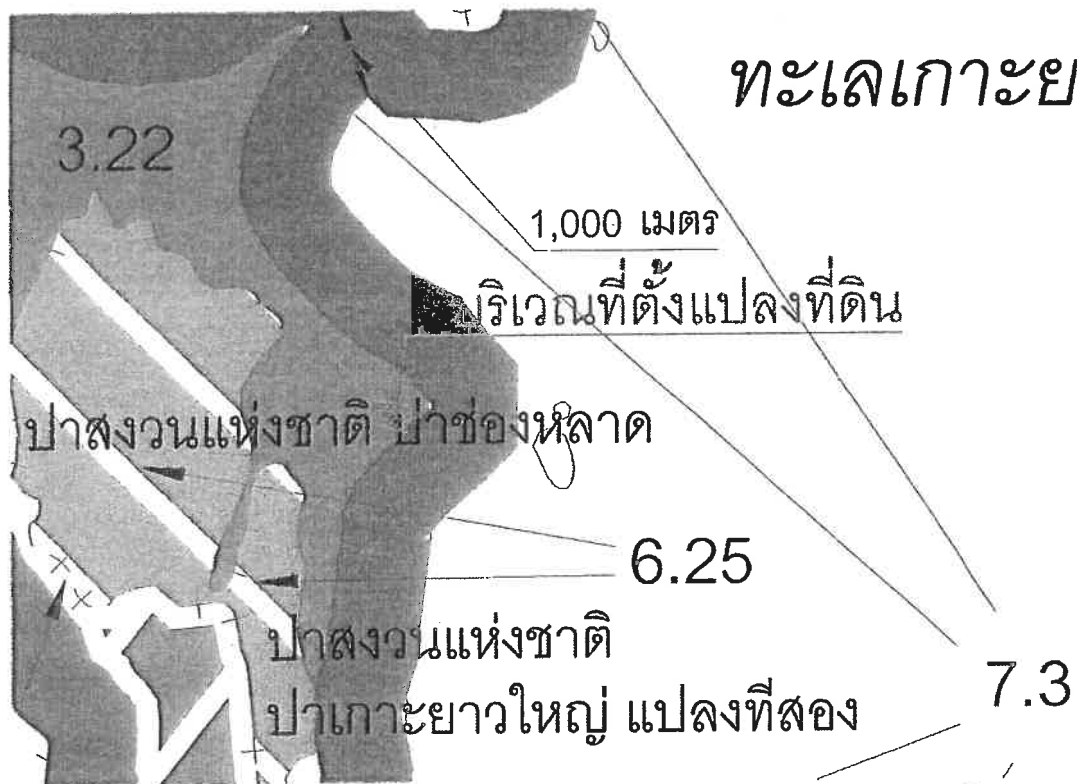 ทะเลเกาะย
3.22
1,000 เมตร
บริเวณที่ตั้งแปลงที่ดิน
ป่าสงวนแห่งชาติ ป่าช่องหลาด
6.25
ป่าสงวนแห่งชาติ
ป่าเกาะยาวใหญ่ แปลงที่สอง
7.3